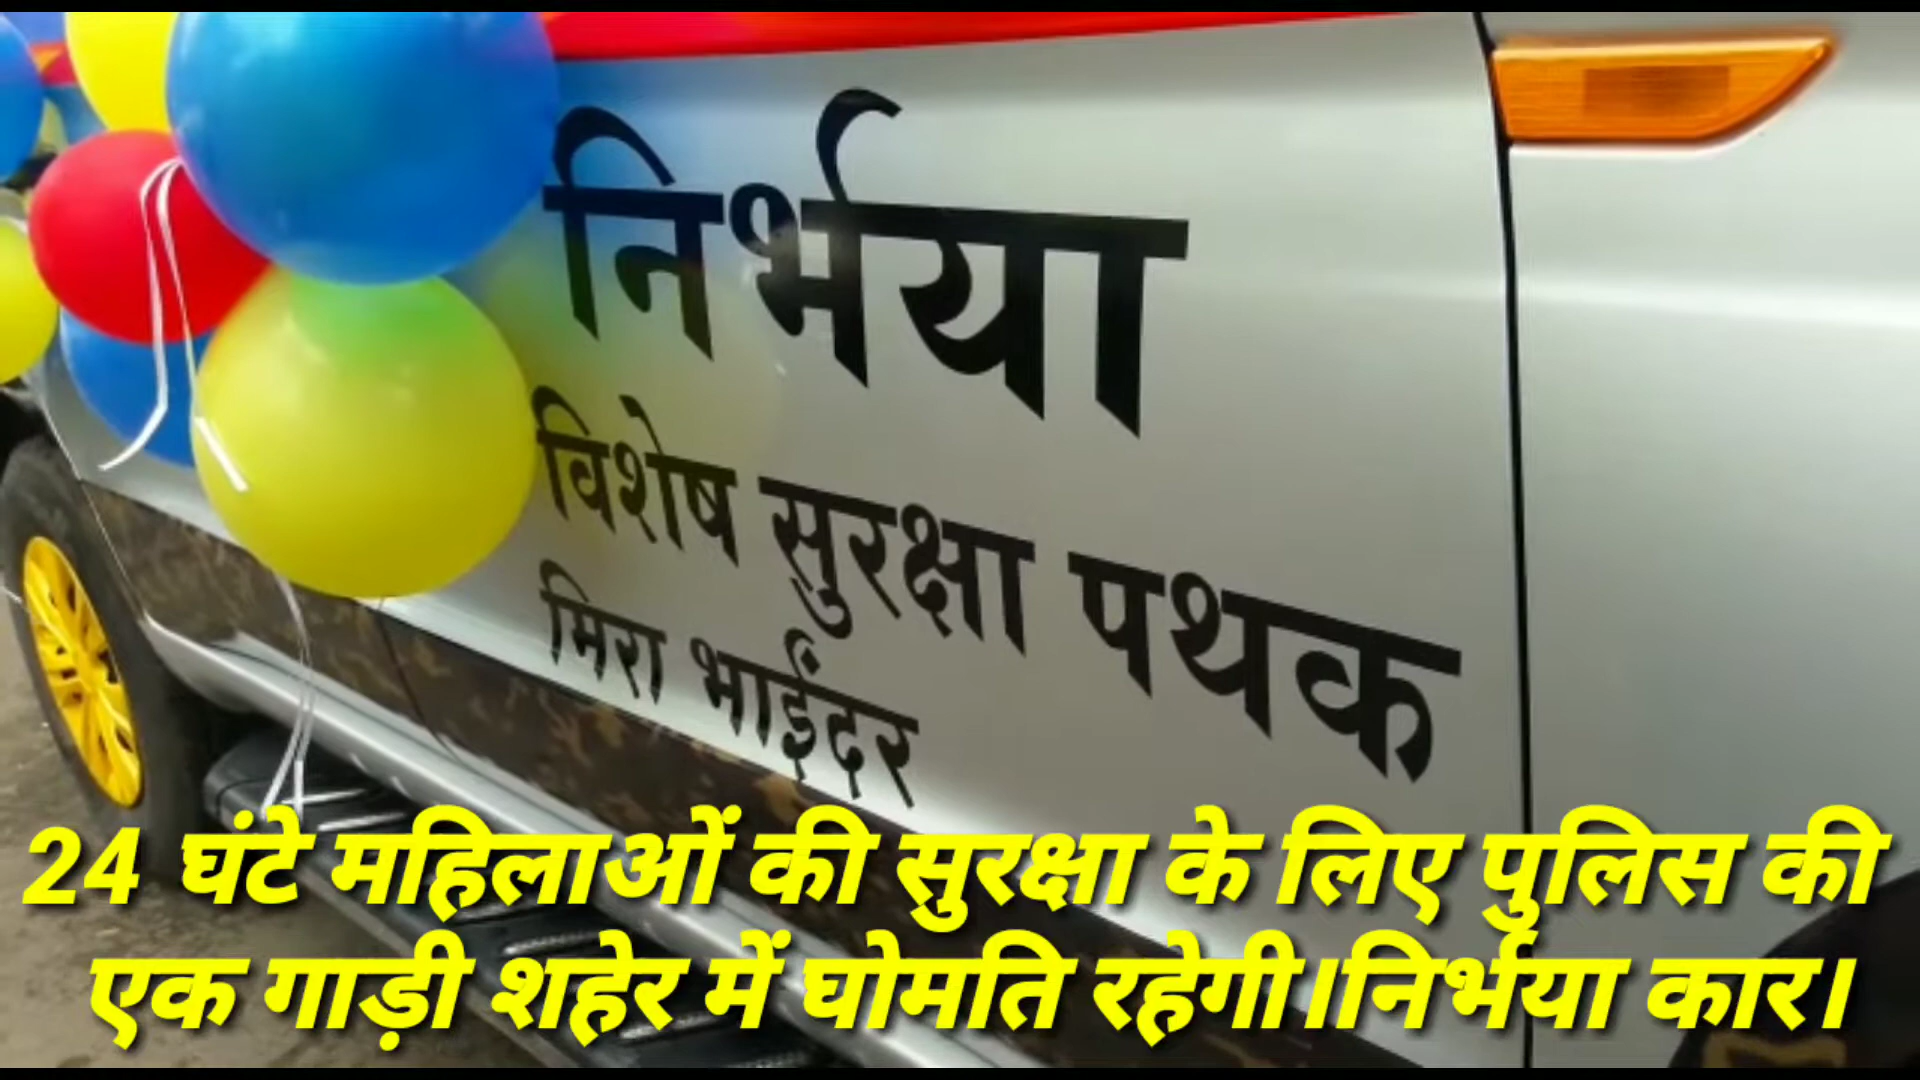 निर्भया
विशेष सुरक्षा पथक
मिरा भाईंदर
24 घंटे महिलाओं की सुरक्षा के लिए पुलिस की
एक गाड़ी शहेर में घोमति रहेगी।निर्भया कार।